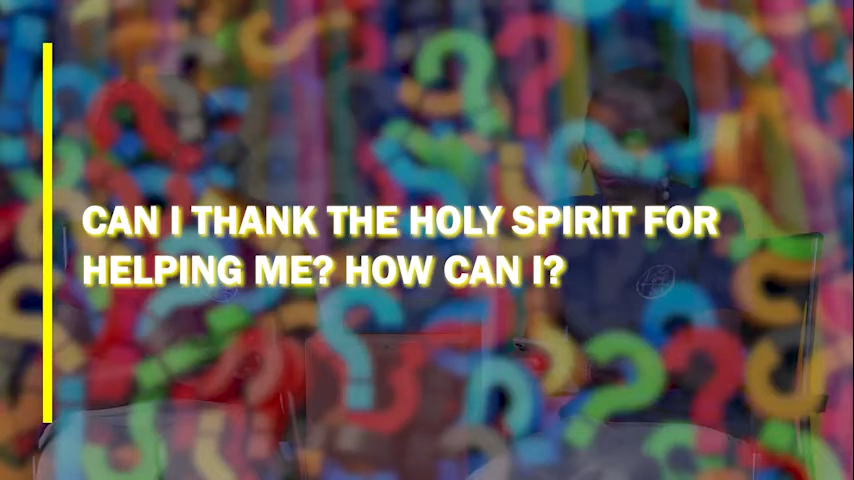 CAN I THANK THE HOLY SPIRIT FOR
HELPING ME? HOW CAN I?